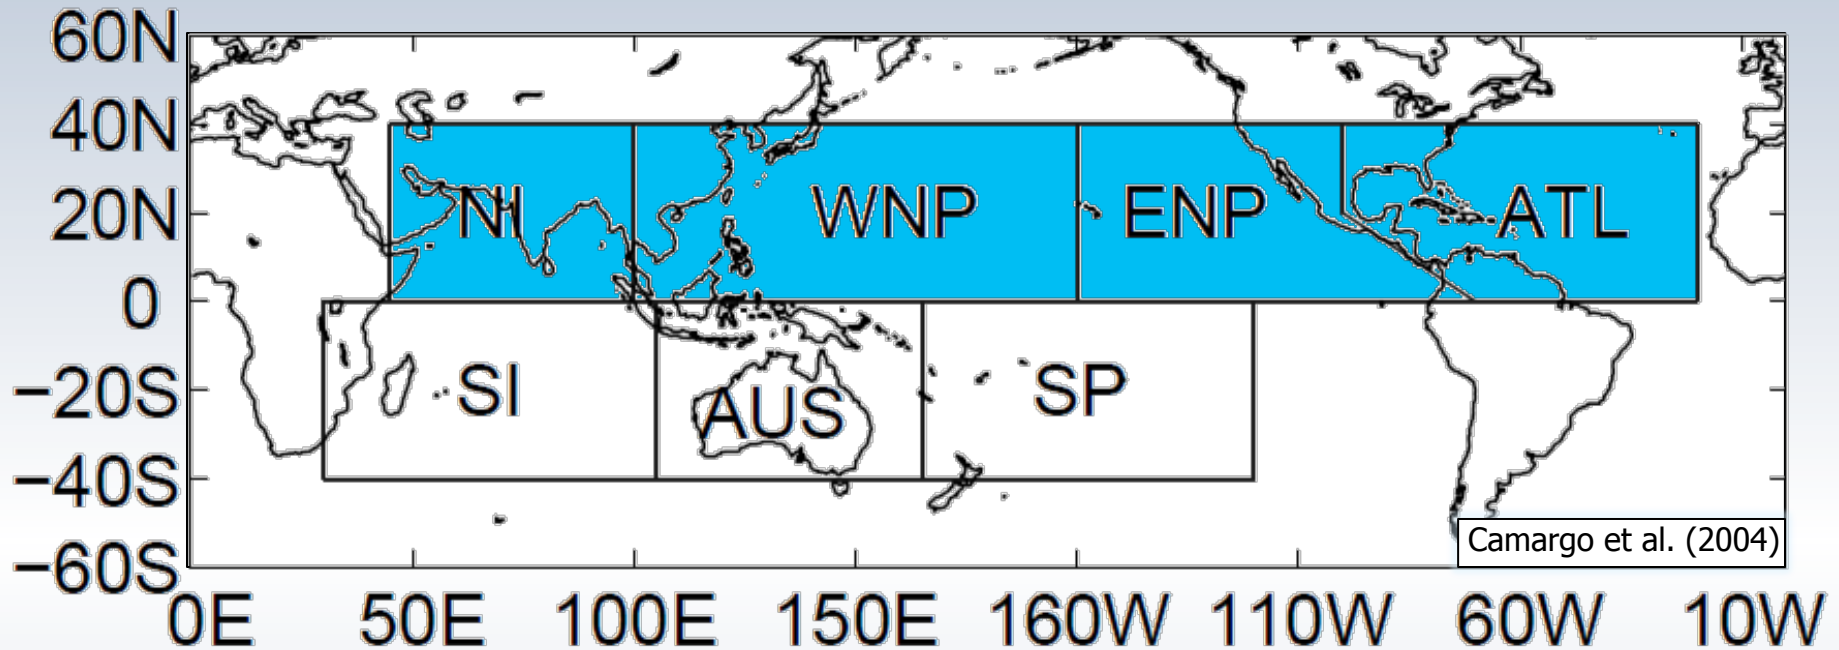 60N
40N
NI WNP ENP ATL
20N
0
−20S
SI AUS SP
−40S
Camargo et al. (2004)
−60S
0E 50E 100E 150E 160W 110W 60W 10W